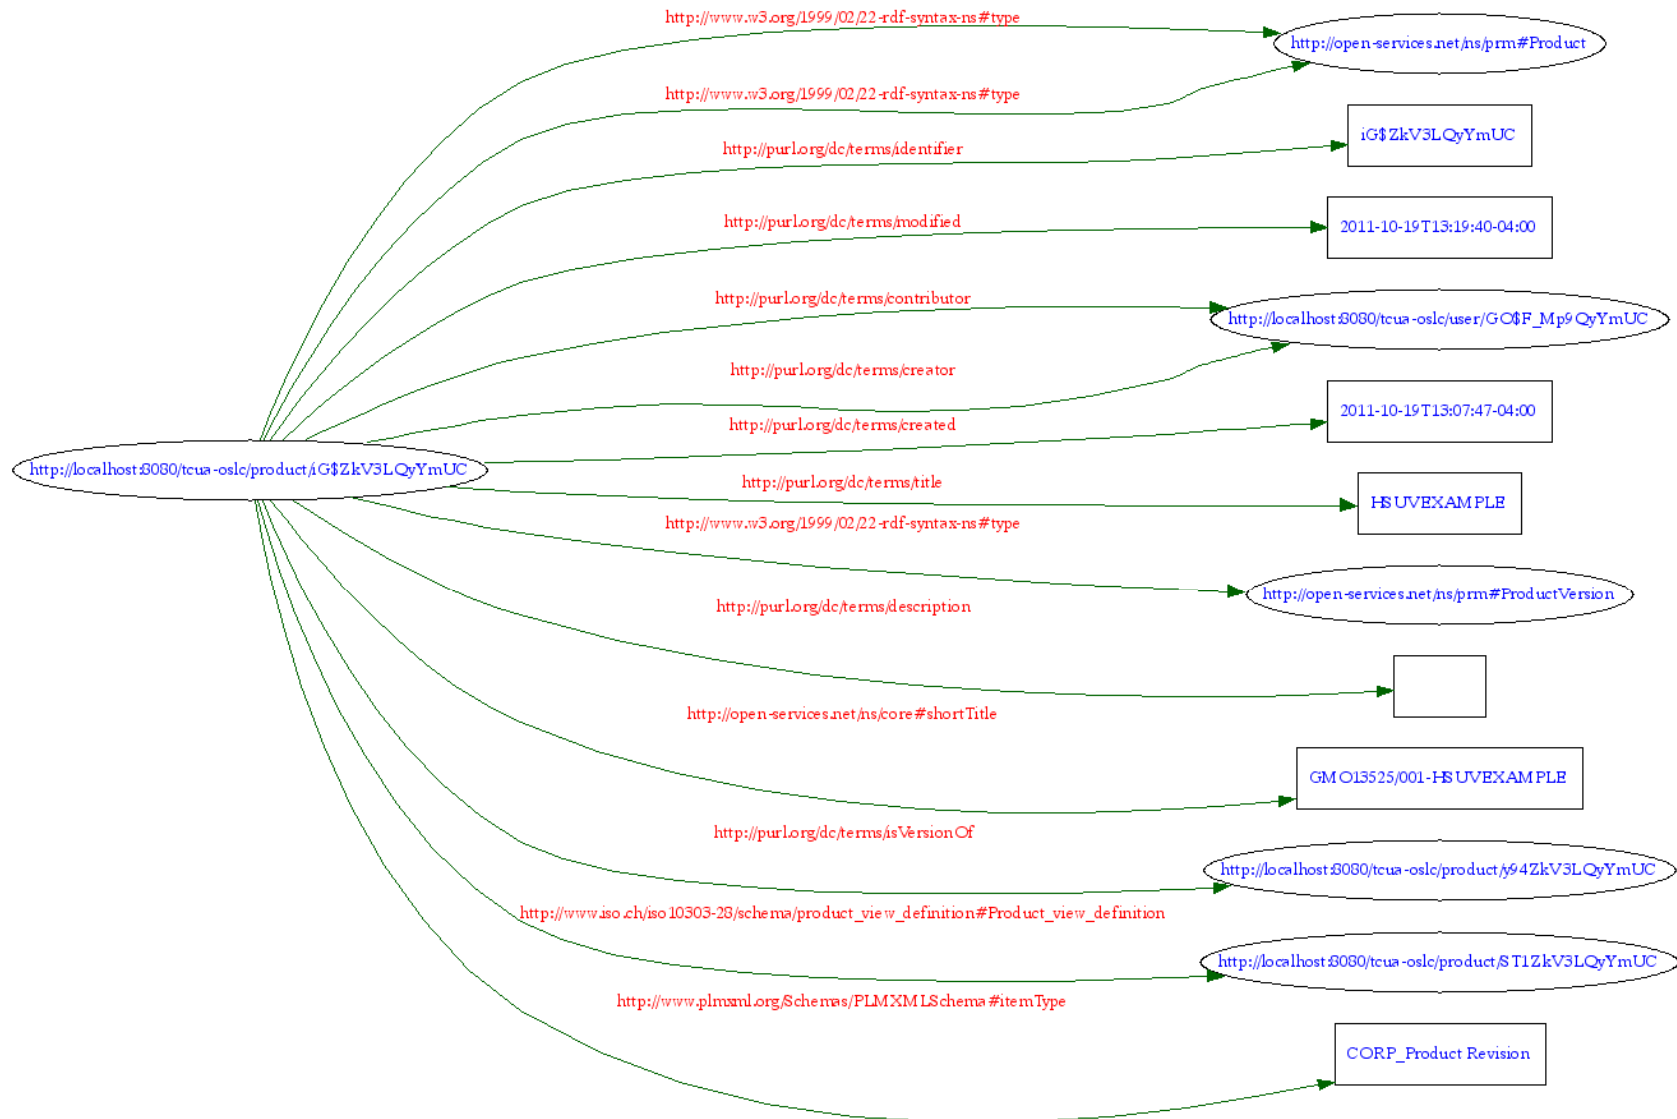 http://www.w3.org/1999/02/22-rdf-syntax-ns#type
http://open-services.net/ns/prm#Product
http://www.w3.org/1999/02/22-rdf-syntax-ns#type
iG$ZkV3LQyYmUC
http://purl.org/dc/terms/identifier
http://purl.org/dc/terms/modified
2011-10-19T13:19:40-04:00
http://purl.org/dc/terms/contributor
http://localhost:8080/tcua-oslc/user/GO$F_Mp9QyYmUC
http://purl.org/dc/terms/creator
2011-10-19T13:07:47-04:00
http://purl.org/dc/terms/created
http://localhost:8080/tcua-oslc/product/iG$ZkV3LQyYmUC
http://purl.org/dc/terms/title
HSUVEXAMPLE
http://www.w3.org/1999/02/22-rdf-syntax-ns#type
http://open-services.net/ns/prm#ProductVersion
http://purl.org/dc/terms/description
http://open-services.net/ns/core#shortTitle
GMO13525/001-HSUVEXAMPLE
http://purl.org/dc/terms/isVersionOf
http://localhost:8080/tcua-oslc/product/y94ZkV3LQyYmUC
http://www.iso.ch/iso10303-28/schema/product_view_definition#Product_view_definition
http://localhost:8080/tcua-oslc/product/ST1ZkV3LQyYmUC
http://www.plmxml.org/Schemas/PLMXMLSchema#itemType
CORP_Product Revision